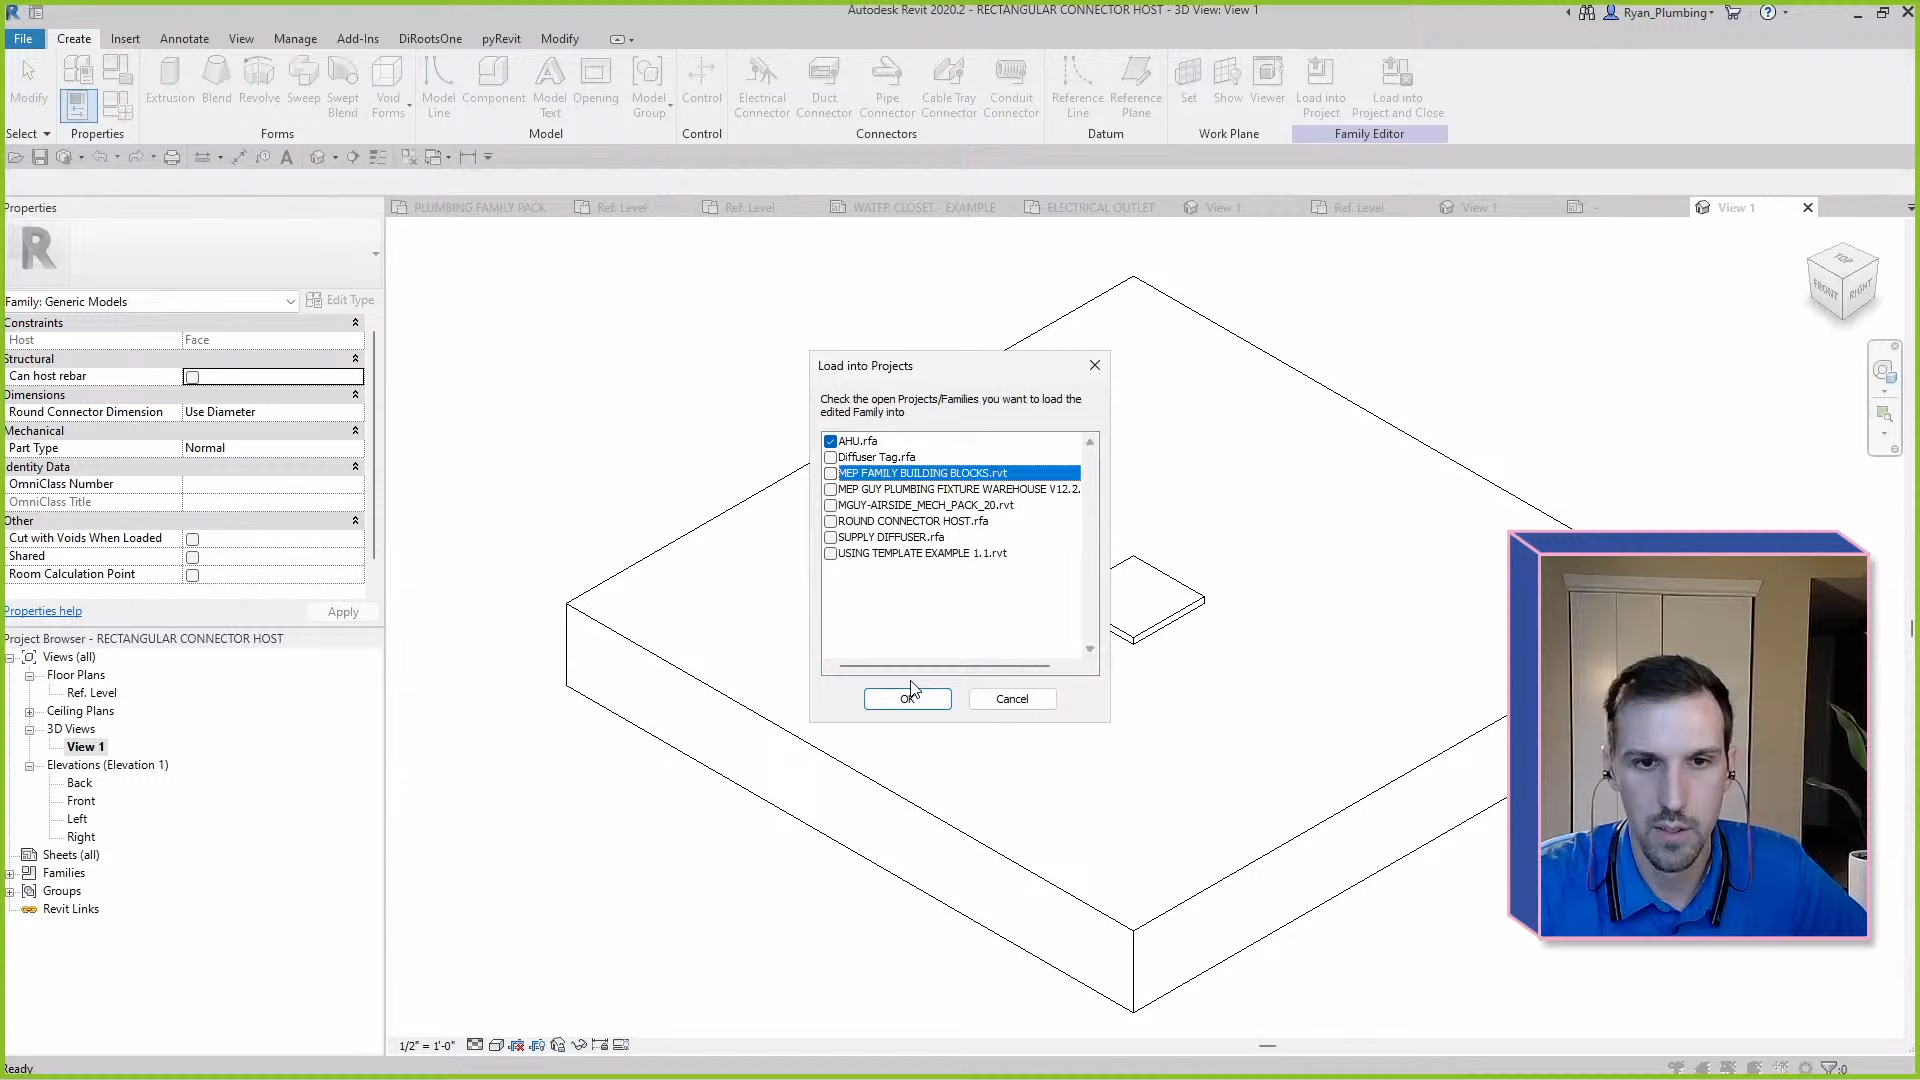 Autodesk Revit 2020.2 - RECTANGULAR CONNECTOR HOST - 3D View: View 1
Ryan_Plumbing
File Create Insert Annotate View Manage Add-Ins DiRootsOne pyRevit Modify
Modify
Extrusion Blend Revolve Sweep Swept Blend Void Forms
Model Line Component Model Text Opening Model Group
Control
Electrical Connector Duct Connector Pipe Connector Cable Tray Connector Conduit Connector
Reference Line Reference Plane
Set Show Viewer
Load into Project Load into Project and Close
Select Properties Forms Model Control Connectors Datum Work Plane Family Editor
Properties
PLUMBING FAMILY PACK Ref. Level Ref. Level WATER CLOSET - EXAMPLE ELECTRICAL OUTLET View 1 Ref. Level View 1 - View 1
R
Family: Generic Models Edit Type
Constraints
Host Face
Structural
Can host rebar
Dimensions
Round Connector Dimension Use Diameter
Mechanical
Part Type Normal
Identity Data
OmniClass Number
OmniClass Title
Other
Cut with Voids When Loaded
Shared
Room Calculation Point
Properties help Apply
Project Browser - RECTANGULAR CONNECTOR HOST
Views (all)
Floor Plans
Ref. Level
Ceiling Plans
3D Views
View 1
Elevations (Elevation 1)
Back
Front
Left
Right
Sheets (all)
Families
Groups
Revit Links
TOP
FRONT RIGHT
Load into Projects
Check the open Projects/Families you want to load the
edited Family into
AHU.rfa
Diffuser Tag.rfa
MEP FAMILY BUILDING BLOCKS.rvt
MEP GUY PLUMBING FIXTURE WAREHOUSE V12.2.
MGUY-AIRSIDE_MECH_PACK_20.rvt
ROUND CONNECTOR HOST.rfa
SUPPLY DIFFUSER.rfa
USING TEMPLATE EXAMPLE 1.1.rvt
OK Cancel
1/2" = 1'-0"
Ready
:0